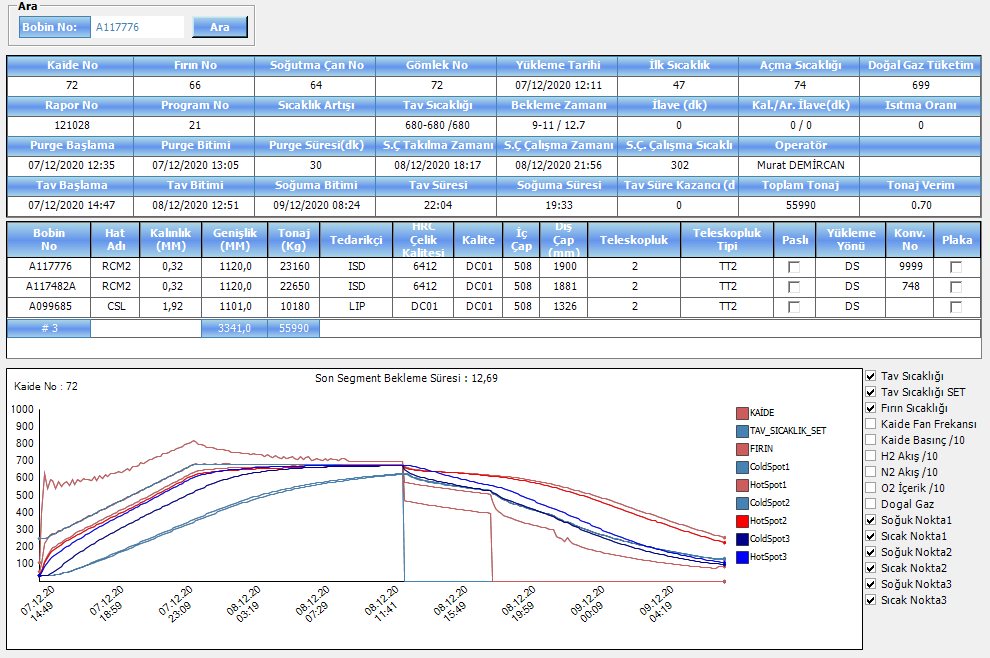 Ara
Bobin No: A117776 Ara
Kaide No Fırın No Soğutma Çan No Gömlek No Yükleme Tarihi İlk Sıcaklık Açma Sıcaklığı Doğal Gaz Tüketim
72 66 64 72 07/12/2020 12:11 47 74 699
Rapor No Program No Sıcaklık Artışı Tav Sıcaklığı Bekleme Zamanı İlave (dk) Kal./Ar. İlave(dk) Isıtma Oranı
121028 21 680-680 /680 9-11 / 12.7 0 0 / 0 0
Purge Başlama Purge Bitimi Purge Süresi(dk) S.Ç Takılma Zamanı S.Ç Çalışma Zamanı S.Ç. Çalışma Sıcaklı Operatör
07/12/2020 12:35 07/12/2020 13:05 30 08/12/2020 18:17 08/12/2020 21:56 302 Murat DEMİRCAN
Tav Başlama Tav Bitimi Soğuma Bitimi Tav Süresi Soğuma Süresi Tav Süre Kazancı (d Toplam Tonaj Tonaj Verim
07/12/2020 14:47 08/12/2020 12:51 09/12/2020 08:24 22:04 19:33 0 55990 0.70
Bobin No Hat Adı Kalınlık (MM) Genişlik (MM) Tonaj (Kg) Tedarikçi HRC Çelik Kalitesi Kalite İç Çap Dış Çap (mm) Teleskopluk Teleskopluk Tipi Paslı Yükleme Yönü Konv. No Plaka
A117776 RCM2 0,32 1120,0 23160 ISD 6412 DC01 508 1900 2 TT2 DS 9999
A117482A RCM2 0,32 1120,0 22650 ISD 6412 DC01 508 1881 2 TT2 DS 748
A099685 CSL 1,92 1101,0 10180 LIP DC01 DC01 508 1326 2 TT2 DS
# 3 3341,0 55990
Son Segment Bekleme Süresi : 12,69
Kaide No : 72
1000
900
800
700
600
500
400
300
200
100
07.12.20 14:49
07.12.20 18:59
07.12.20 23:09
08.12.20 03:19
08.12.20 07:29
08.12.20 11:41
08.12.20 15:49
08.12.20 19:59
09.12.20 00:09
09.12.20 04:19
KAİDE
TAV_SICAKLIK_SET
FIRIN
ColdSpot1
HotSpot1
ColdSpot2
HotSpot2
ColdSpot3
HotSpot3
Tav Sıcaklığı
Tav Sıcaklığı SET
Fırın Sıcaklığı
Kaide Fan Frekansı
Kaide Basınç /10
H2 Akış /10
N2 Akış /10
O2 İçerik /10
Dogal Gaz
Soğuk Nokta1
Sıcak Nokta1
Soğuk Nokta2
Sıcak Nokta2
Soğuk Nokta3
Sıcak Nokta3